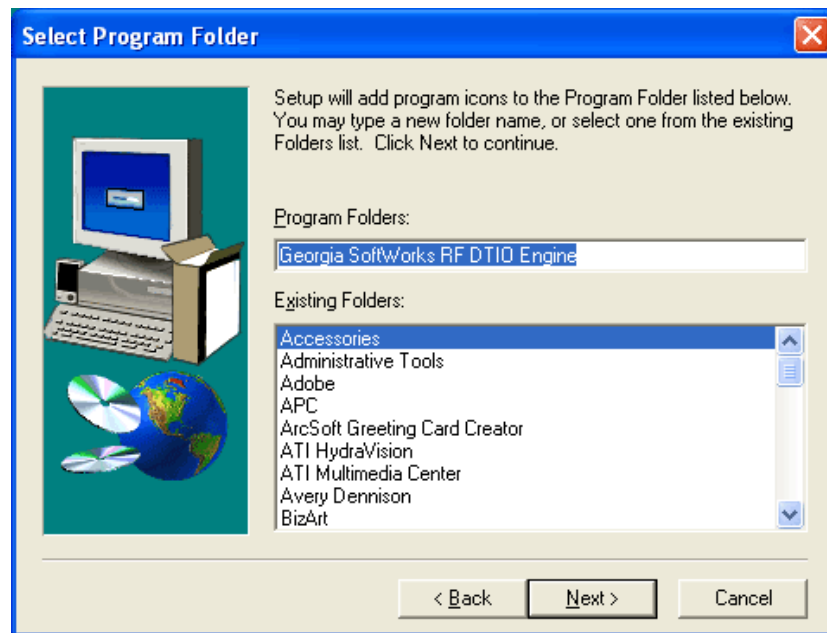 Select Program Folder
Setup will add program icons to the Program Folder listed below.
You may type a new folder name, or select one from the existing
Folders list. Click Next to continue.
Program Folders:
Georgia SoftWorks RF DTIO Engine
Existing Folders:
Accessories
Administrative Tools
Adobe
APC
ArcSoft Greeting Card Creator
ATI HydraVision
ATI Multimedia Center
Avery Dennison
BizArt
< Back
Next >
Cancel